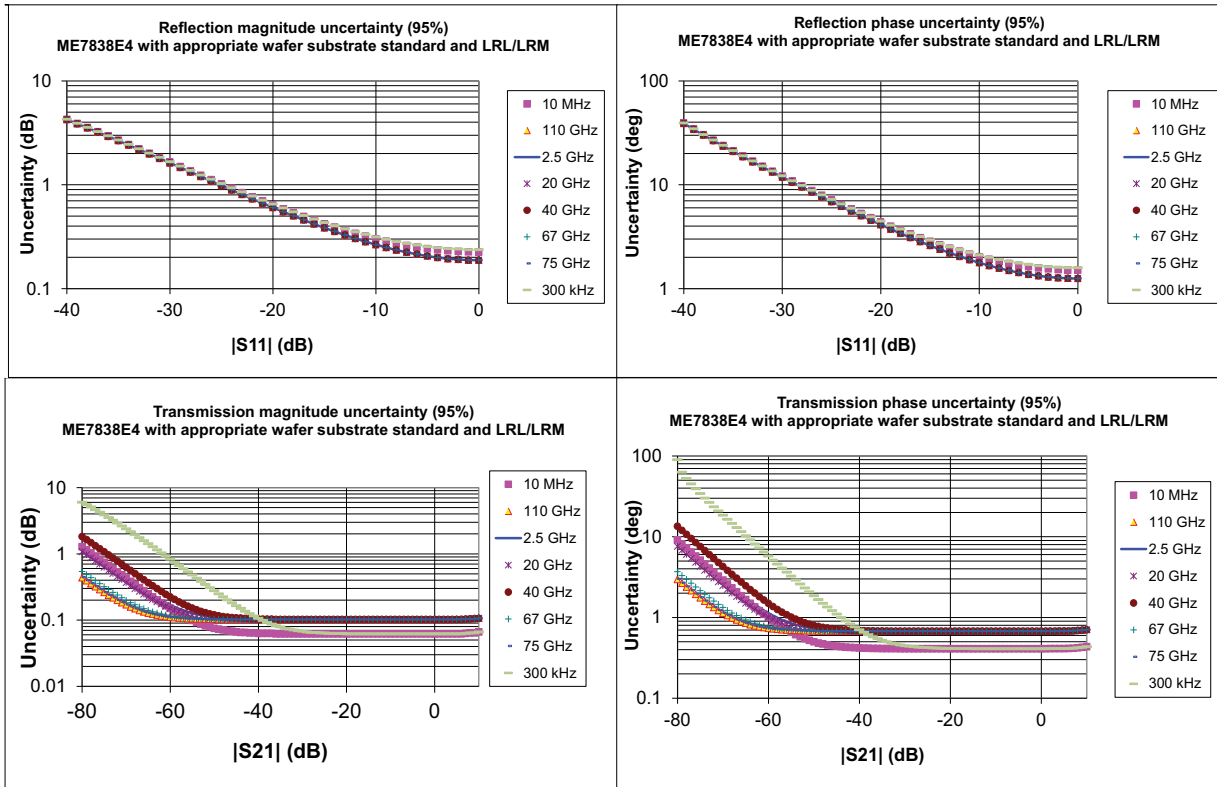 Reflection magnitude uncertainty (95%)
ME7838E4 with appropriate wafer substrate standard and LRL/LRM
Uncertainty (dB)
10
1
0.1
-40
-30
-20
-10
0
|S11| (dB)
10 MHz
110 GHz
2.5 GHz
20 GHz
40 GHz
67 GHz
75 GHz
300 kHz
Reflection phase uncertainty (95%)
ME7838E4 with appropriate wafer substrate standard and LRL/LRM
Uncertainty (deg)
100
10
1
-40
-30
-20
-10
0
|S11| (dB)
10 MHz
110 GHz
2.5 GHz
20 GHz
40 GHz
67 GHz
75 GHz
300 kHz
Transmission magnitude uncertainty (95%)
ME7838E4 with appropriate wafer substrate standard and LRL/LRM
Uncertainty (dB)
10
1
0.1
0.01
-80
-60
-40
-20
0
|S21| (dB)
10 MHz
110 GHz
2.5 GHz
20 GHz
40 GHz
67 GHz
75 GHz
300 kHz
Transmission phase uncertainty (95%)
ME7838E4 with appropriate wafer substrate standard and LRL/LRM
Uncertainty (deg)
100
10
1
0.1
-80
-60
-40
-20
0
|S21| (dB)
10 MHz
110 GHz
2.5 GHz
20 GHz
40 GHz
67 GHz
75 GHz
300 kHz